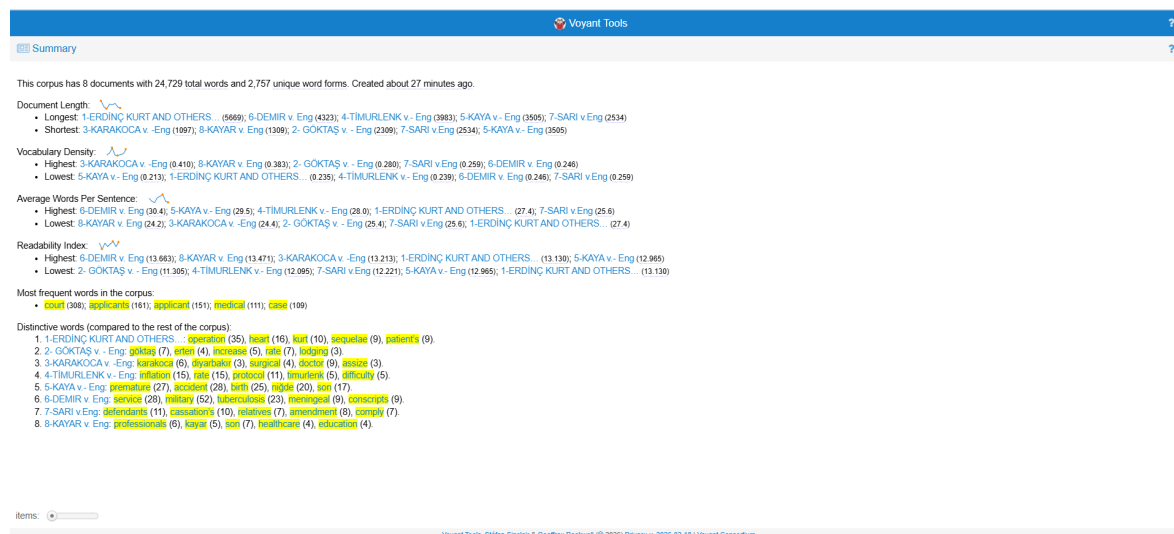 Voyant Tools
?
Summary
?
This corpus has 8 documents with 24,729 total words and 2,757 unique word forms. Created about 27 minutes ago.
Document Length:
• Longest: 1-ERDİNÇ KURT AND OTHERS… (5669); 6-DEMIR v. Eng (4323); 4-TİMURLENK v.- Eng (3983); 5-KAYA v.- Eng (3505); 7-SARI v.Eng (2534)
• Shortest: 3-KARAKOCA v. -Eng (1097); 8-KAYAR v. Eng (1309); 2- GÖKTAŞ v. - Eng (2309); 7-SARI v.Eng (2534); 5-KAYA v.- Eng (3505)
Vocabulary Density:
• Highest: 3-KARAKOCA v. -Eng (0.410); 8-KAYAR v. Eng (0.383); 2- GÖKTAŞ v. - Eng (0.280); 7-SARI v.Eng (0.259); 6-DEMIR v. Eng (0.246)
• Lowest: 5-KAYA v.- Eng (0.213); 1-ERDİNÇ KURT AND OTHERS… (0.235); 4-TİMURLENK v.- Eng (0.239); 6-DEMIR v. Eng (0.246); 7-SARI v.Eng (0.259)
Average Words Per Sentence:
• Highest: 6-DEMIR v. Eng (30.4); 5-KAYA v.- Eng (29.5); 4-TİMURLENK v.- Eng (28.0); 1-ERDİNÇ KURT AND OTHERS… (27.4); 7-SARI v.Eng (25.6)
• Lowest: 8-KAYAR v. Eng (24.2); 3-KARAKOCA v. -Eng (24.4); 2- GÖKTAŞ v. - Eng (25.4); 7-SARI v.Eng (25.6); 1-ERDİNÇ KURT AND OTHERS… (27.4)
Readability Index:
• Highest: 6-DEMIR v. Eng (13.663); 8-KAYAR v. Eng (13.471); 3-KARAKOCA v. -Eng (13.213); 1-ERDİNÇ KURT AND OTHERS… (13.130); 5-KAYA v.- Eng (12.965)
• Lowest: 2- GÖKTAŞ v. - Eng (11.305); 4-TİMURLENK v.- Eng (12.095); 7-SARI v.Eng (12.221); 5-KAYA v.- Eng (12.965); 1-ERDİNÇ KURT AND OTHERS… (13.130)
Most frequent words in the corpus:
• court (308); applicants (161); applicant (151); medical (111); case (109)
Distinctive words (compared to the rest of the corpus):
1. 1-ERDİNÇ KURT AND OTHERS…: operation (35), heart (16), kurt (10), sequelae (9), patient's (9).
2. 2- GÖKTAŞ v. - Eng: göktaş (7), erten (4), increase (5), rate (7), lodging (3).
3. 3-KARAKOCA v. -Eng: karakoca (6), diyarbakır (3), surgical (4), doctor (9), assize (3).
4. 4-TİMURLENK v.- Eng: inflation (15), rate (15), protocol (11), timurlenk (5), difficulty (5).
5. 5-KAYA v.- Eng: premature (27), accident (28), birth (25), niğde (20), son (17).
6. 6-DEMIR v. Eng: service (28), military (52), tuberculosis (23), meningeal (9), conscripts (9).
7. 7-SARI v.Eng: defendants (11), cassation's (10), relatives (7), amendment (8), comply (7).
8. 8-KAYAR v. Eng: professionals (6), kayar (5), son (7), healthcare (4), education (4).
items: